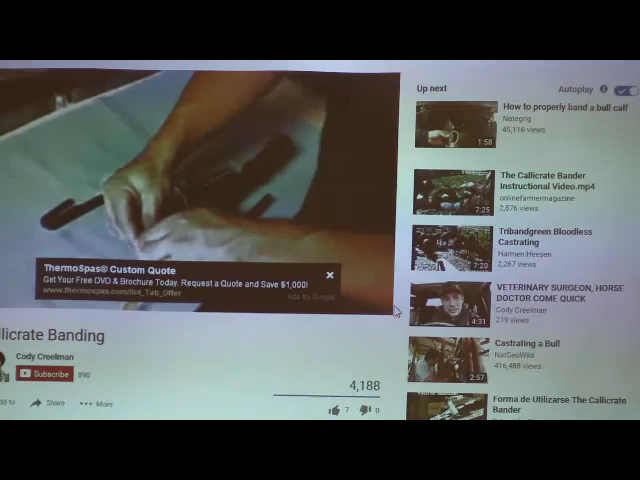 Up next
Autoplay
How to properly band a bull calf
Nategrig
45,116 views
1:58
The Callicrate Bander
Instructional Video.mp4
onlinefarmermagazine
2,876 views
7:25
Tribandgreen Bloodless
Castrating
Harmen Heesen
2,267 views
7:20
VETERINARY SURGEON, HORSE
DOCTOR COME QUICK
Cody Creelman
219 views
4:31
Castrating a Bull
NatGeoWild
416,488 views
2:57
Forma de Utilizarse The Callicrate
Bander
ThermoSpas® Custom Quote
Get Your Free DVD & Brochure Today. Request a Quote and Save $1,000!
www.thermospas.com/Hot_Tub_Offer
Ads by Google
llicrate Banding
Cody Creelman
Subscribe
890
4,188
dd to
Share
More
7
0